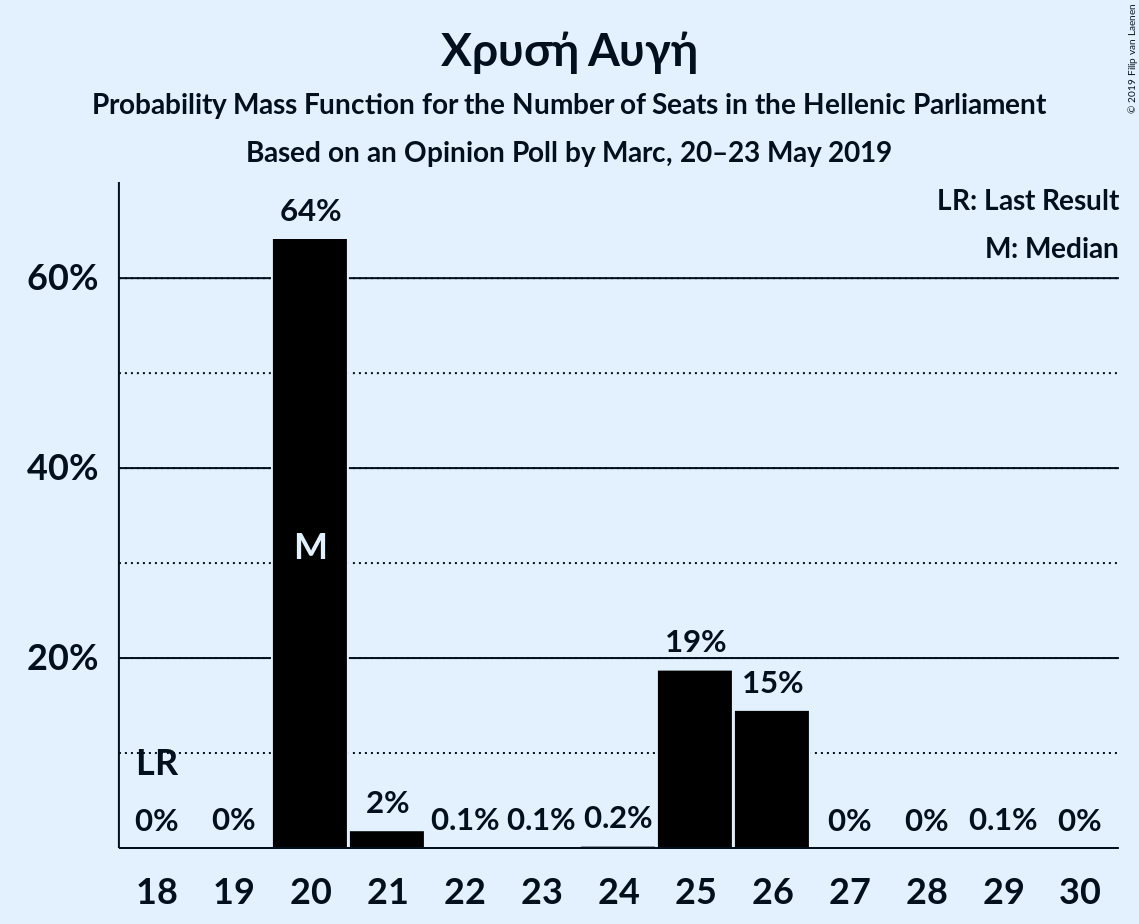 Χρυσή Αυγή
Probability Mass Function for the Number of Seats in the Hellenic Parliament
Based on an Opinion Poll by Marc, 20–23 May 2019
© 2019 Filip van Laenen
LR: Last Result
M: Median
64%
60%
M
40%
19%
20%
15%
LR
0%
0%
2%
0.1%
0.1%
0.2%
0%
0%
0.1%
0%
18 19 20 21 22 23 24 25 26 27 28 29 30